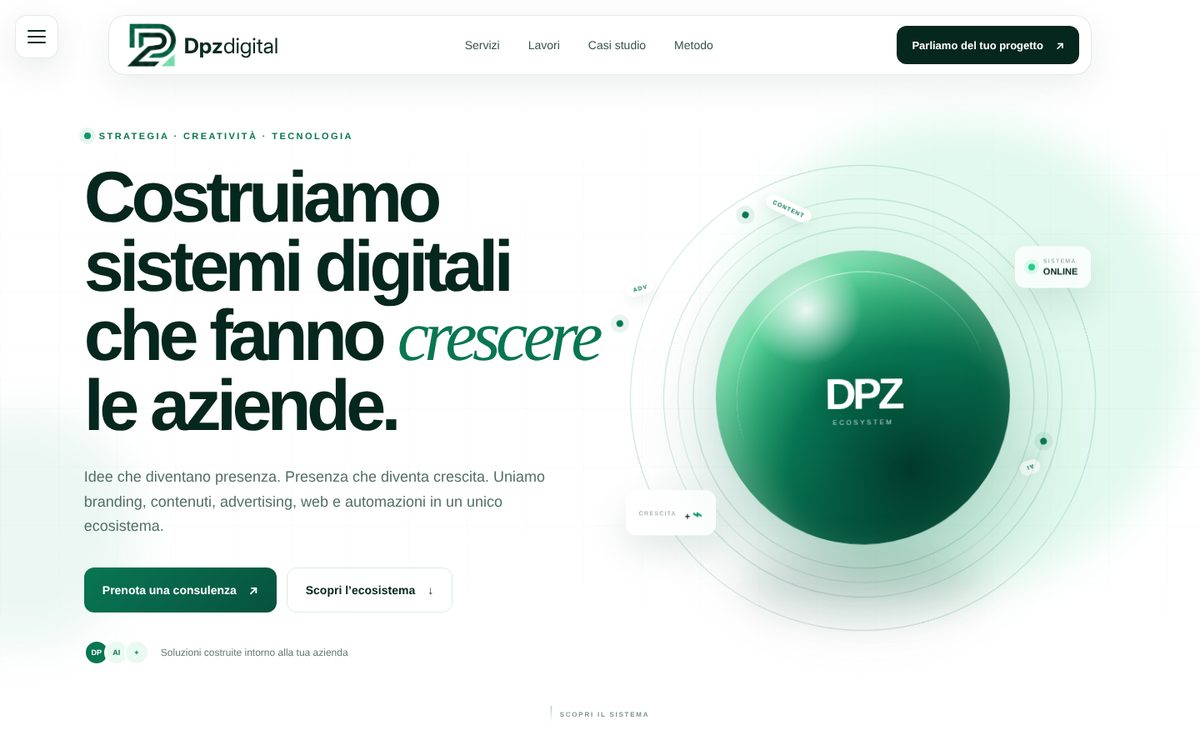 Dpzdigital
Servizi
Lavori
Casi studio
Metodo
Parliamo del tuo progetto ↗
STRATEGIA · CREATIVITÀ · TECNOLOGIA
Costruiamo
sistemi digitali
che fanno crescere
le aziende.
Idee che diventano presenza. Presenza che diventa crescita. Uniamo
branding, contenuti, advertising, web e automazioni in un unico
ecosistema.
Prenota una consulenza ↗
Scopri l’ecosistema ↓
DP AI +
Soluzioni costruite intorno alla tua azienda
CONTENT
ADV
SISTEMA
ONLINE
DPZ
ECOSYSTEM
AI
CRESCITA +
SCOPRI IL SISTEMA